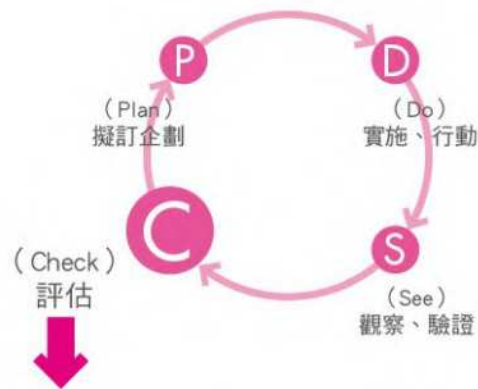 P
D
(Plan)
擬訂企劃
(Do)
實施、行動
C
S
(Check)
評估
(See)
觀察、驗證